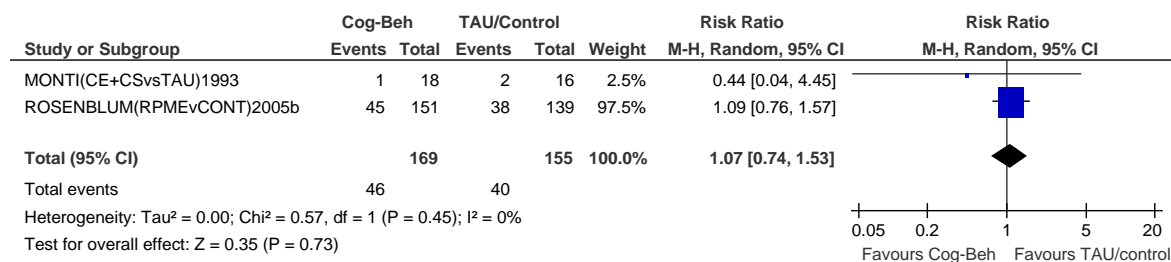 Cog-Beh TAU/Control Risk Ratio Risk Ratio
Study or Subgroup Events Total Events Total Weight M-H, Random, 95% CI M-H, Random, 95% CI
MONTI(CE+CSvsTAU)1993 1 18 2 16 2.5% 0.44 [0.04, 4.45]
ROSENBLUM(RPMEvCONT)2005b 45 151 38 139 97.5% 1.09 [0.76, 1.57]
Total (95% CI) 169 155 100.0% 1.07 [0.74, 1.53]
Total events 46 40
Heterogeneity: Tau² = 0.00; Chi² = 0.57, df = 1 (P = 0.45); I² = 0%
Test for overall effect: Z = 0.35 (P = 0.73)
0.05 0.2 1 5 20
Favours Cog-Beh Favours TAU/control